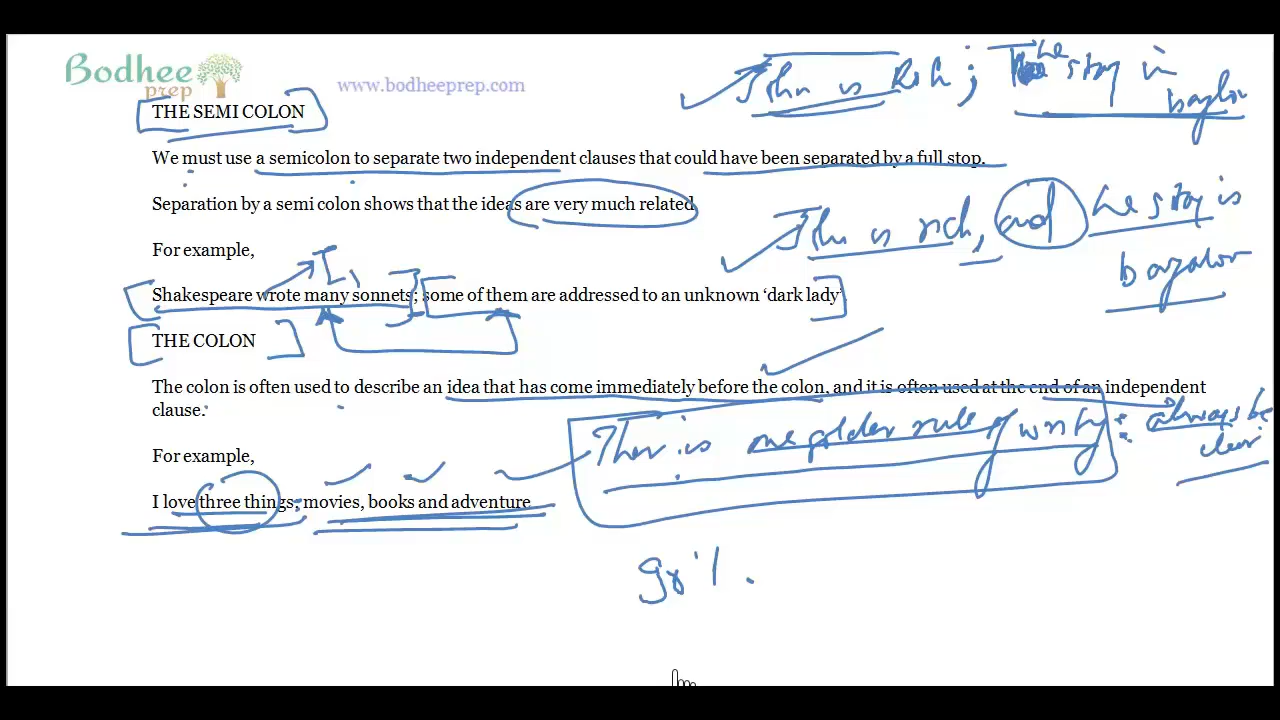 Bodhee
prep
www.bodheeprep.com
John is Rich; he stay in
THE SEMI COLON
We must use a semicolon to separate two independent clauses that could have been separated by a full stop.
Separation by a semi colon shows that the ideas are very much related.
John is rich, and he stay is
For example,
Shakespeare wrote many sonnets; some of them are addressed to an unknown ‘dark lady’.
THE COLON
The colon is often used to describe an idea that has come immediately before the colon, and it is often used at the end of an independent
clause.
There is one golden rule of writing: always be
clear.
For example,
I love three things: movies, books and adventure.